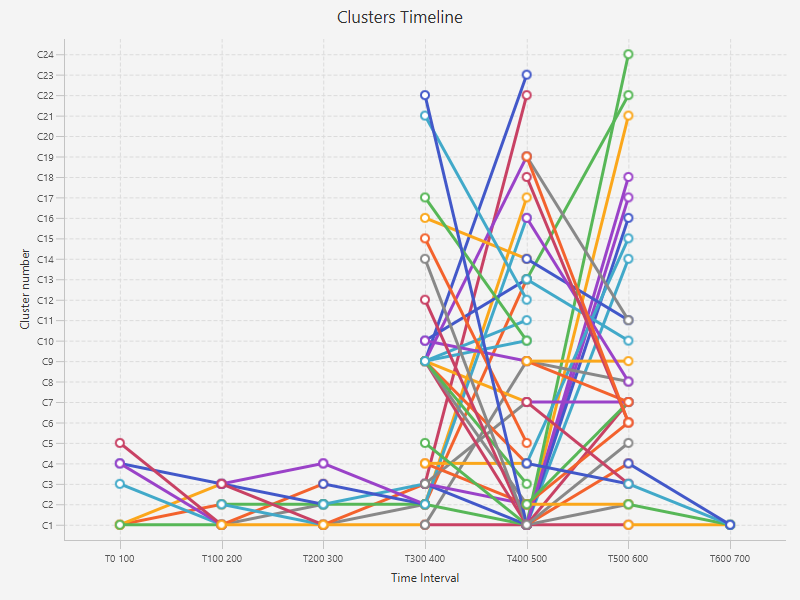 Clusters Timeline
C24
C23
C22
C21
C20
C19
C18
C17
C16
C15
C14
C13
C12
C11
C10
C9
C8
C7
C6
C5
C4
C3
C2
C1
Cluster number
T0 100 T100 200 T200 300 T300 400 T400 500 T500 600 T600 700
Time Interval